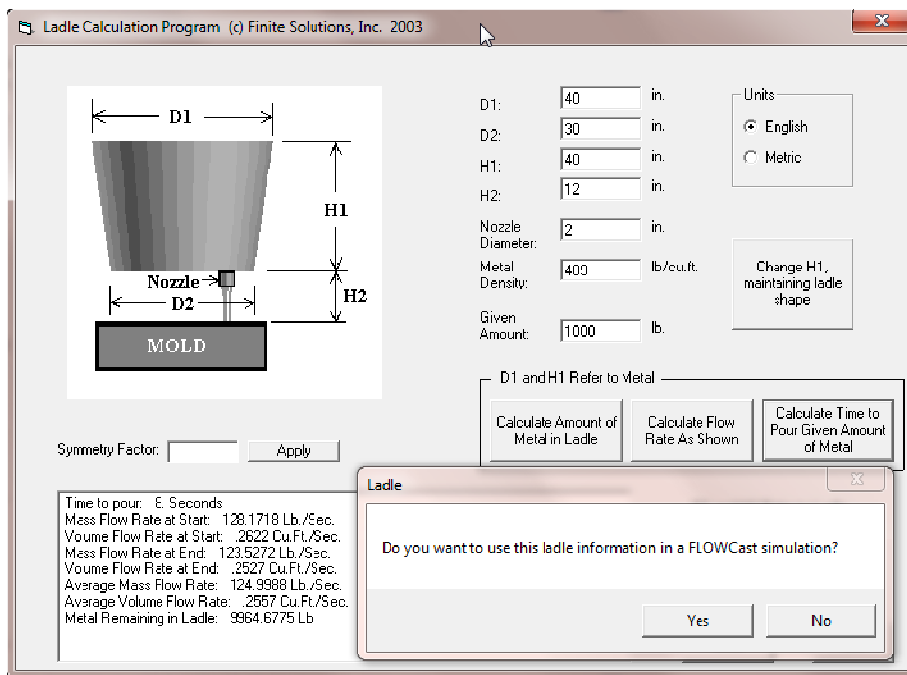 Ladle Calculation Program (c) Finite Solutions, Inc. 2003
D1
H1
Nozzle
D2
H2
MOLD
D1: 40 in.
D2: 30 in.
H1: 40 in.
H2: 12 in.
Nozzle
Diameter: 2 in.
Metal
Density: 489 lb/cu.ft.
Given
Amount: 1000 lb.
Units
English
Metric
Change H1,
maintaining ladle
shape
D1 and H1 Refer to Metal
Calculate Amount of
Metal in Ladle
Calculate Flow
Rate As Shown
Calculate Time to
Pour Given Amount
of Metal
Symmetry Factor:
Apply
Time to pour: 8. Seconds
Mass Flow Rate at Start: 128.1718 Lb./Sec.
Voume Flow Rate at Start: .2622 Cu.Ft./Sec.
Mass Flow Rate at End: 123.5272 Lb./Sec.
Voume Flow Rate at End: .2527 Cu.Ft./Sec.
Average Mass Flow Rate: 124.9988 Lb./Sec.
Average Volume Flow Rate: .2557 Cu.Ft./Sec.
Metal Remaining in Ladle: 9964.6775 Lb
Ladle
Do you want to use this ladle information in a FLOWCast simulation?
Yes
No